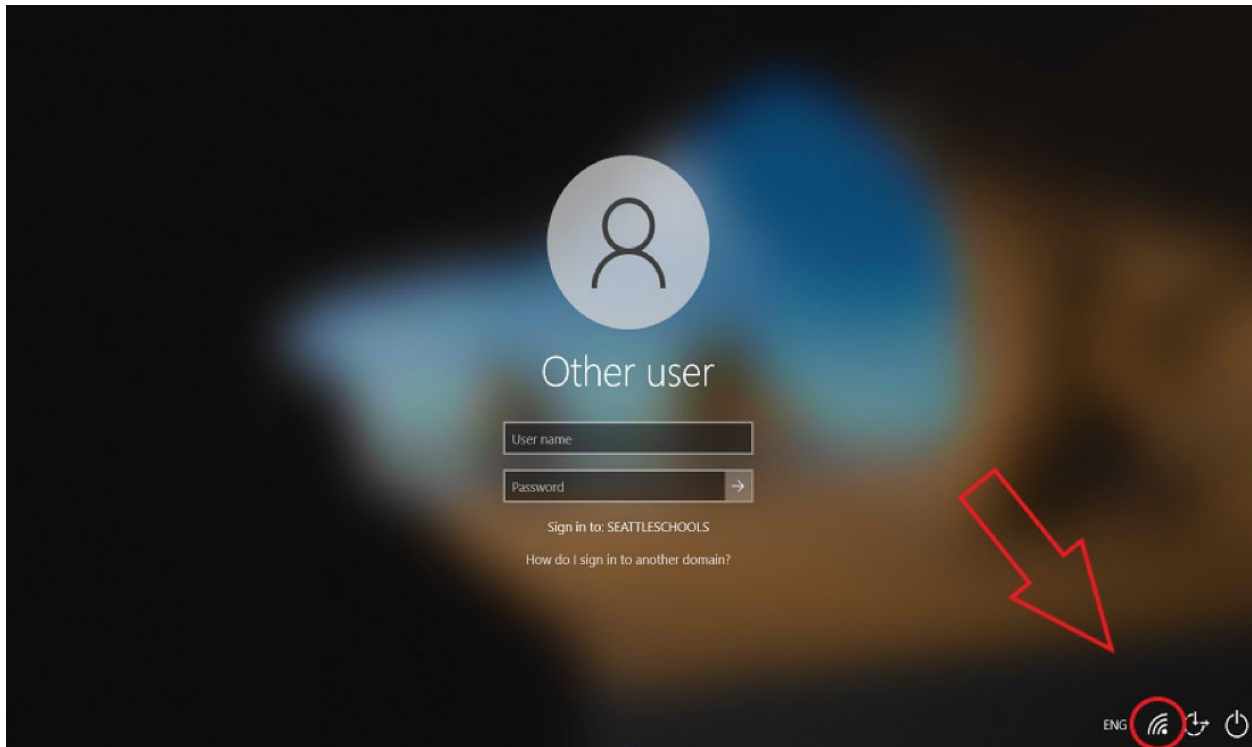 Other user
User name
Password
Sign in to: SEATTLESCHOOLS
How do I sign in to another domain?
ENG